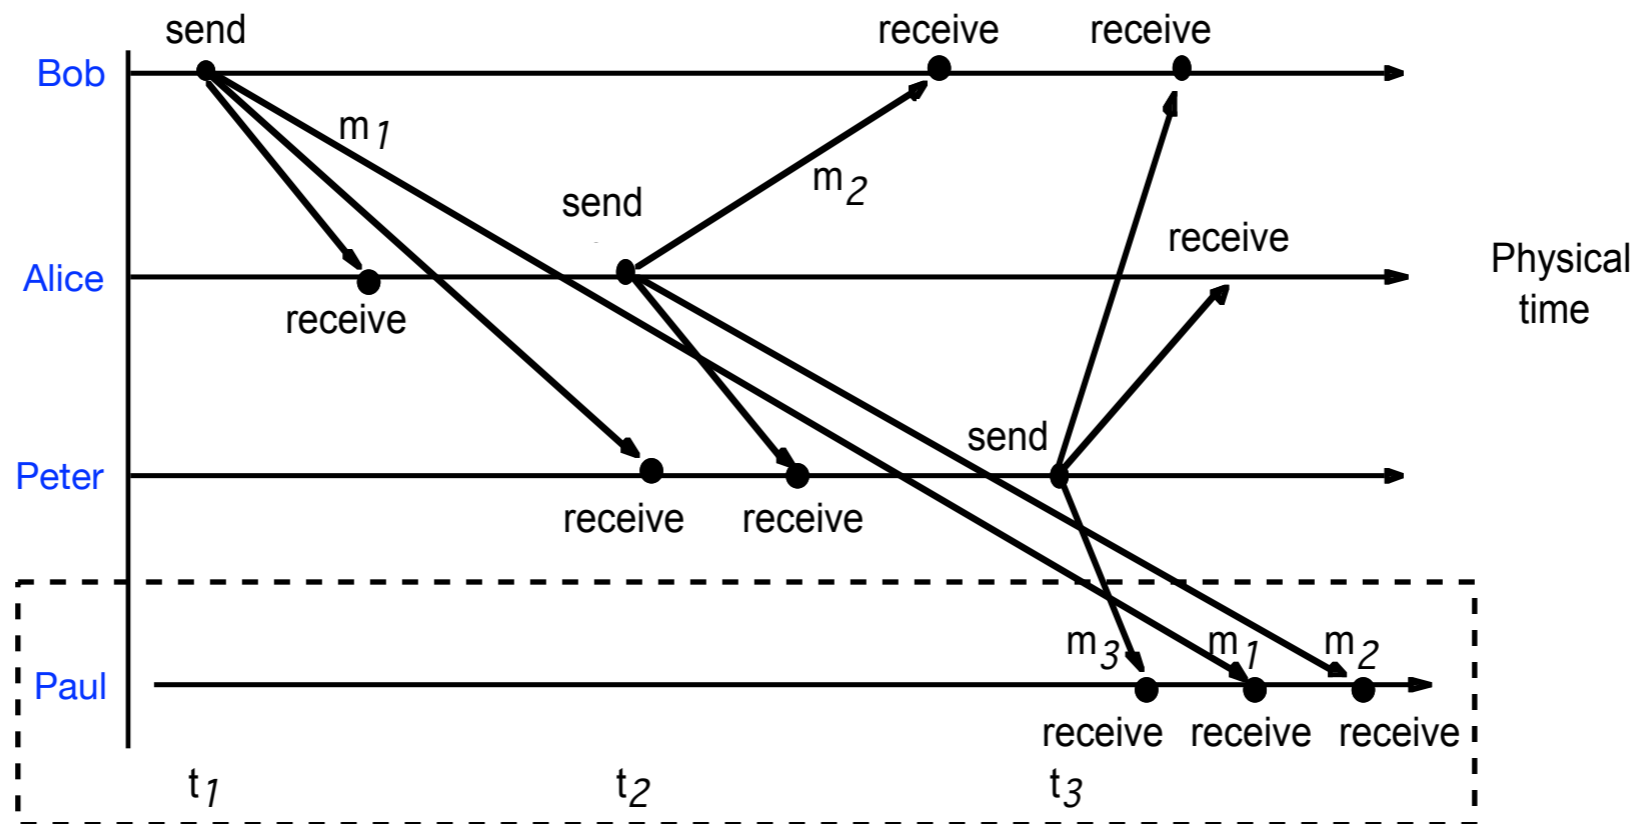 send
receive
receive
Bob
m1
m2
send
receive
Alice
receive
Physical
time
send
Peter
receive
receive
m3
m1
m2
Paul
receive
receive
receive
t1
t2
t3